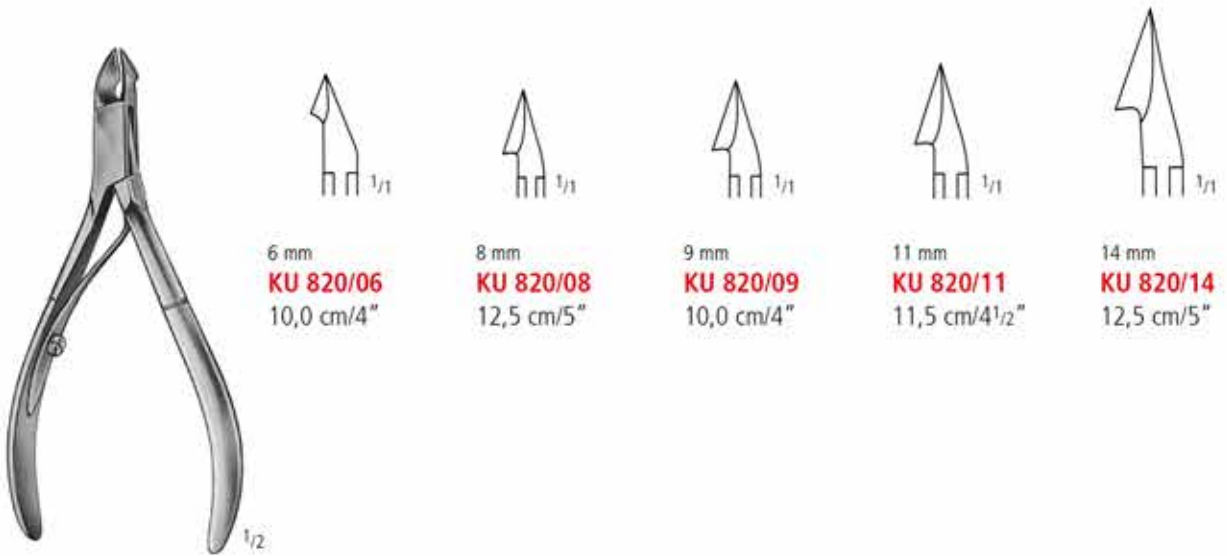 1/1
1/1
1/1
1/1
1/1
6 mm
KU 820/06
10,0 cm/4"
8 mm
KU 820/08
12,5 cm/5"
9 mm
KU 820/09
10,0 cm/4"
11 mm
KU 820/11
11,5 cm/4 1/2"
14 mm
KU 820/14
12,5 cm/5"
1/2